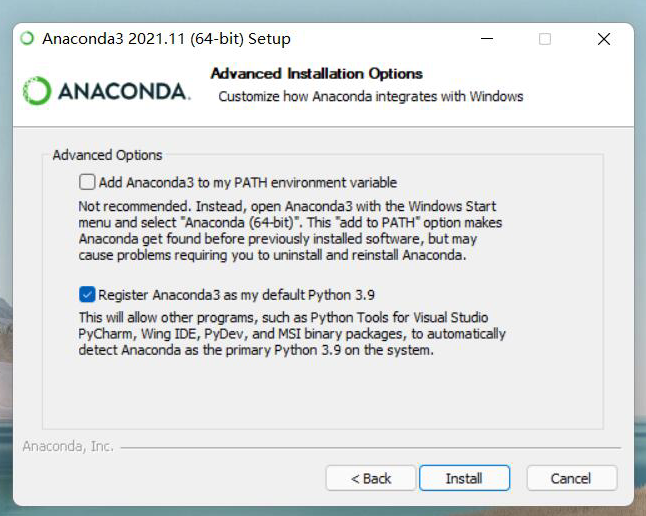 Anaconda3 2021.11 (64-bit) Setup
ANACONDA.
Advanced Installation Options
Customize how Anaconda integrates with Windows
Advanced Options
Add Anaconda3 to my PATH environment variable
Not recommended. Instead, open Anaconda3 with the Windows Start
menu and select "Anaconda (64-bit)". This "add to PATH" option makes
Anaconda get found before previously installed software, but may
cause problems requiring you to uninstall and reinstall Anaconda.
Register Anaconda3 as my default Python 3.9
This will allow other programs, such as Python Tools for Visual Studio
PyCharm, Wing IDE, PyDev, and MSI binary packages, to automatically
detect Anaconda as the primary Python 3.9 on the system.
Anaconda, Inc.
< Back
Install
Cancel